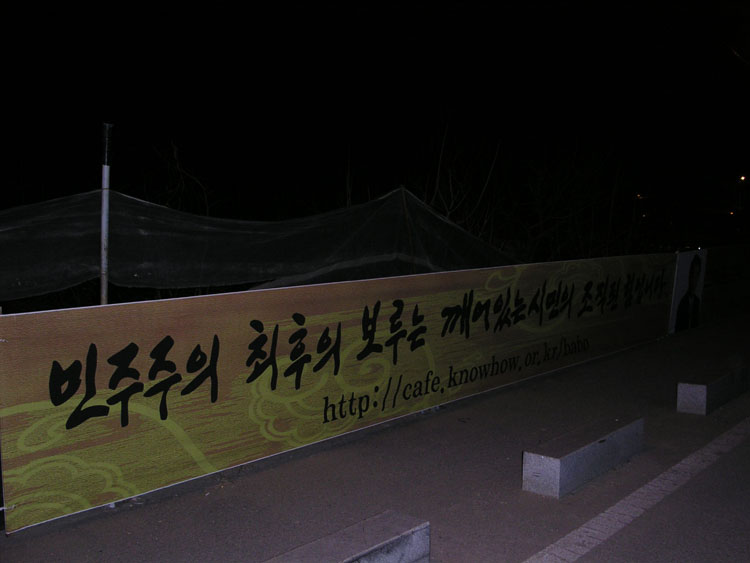 민주주의 최후의 보루는 깨어있는 시민의 조직된 힘입니다.
http://cafe.knowhow.or.kr/babo